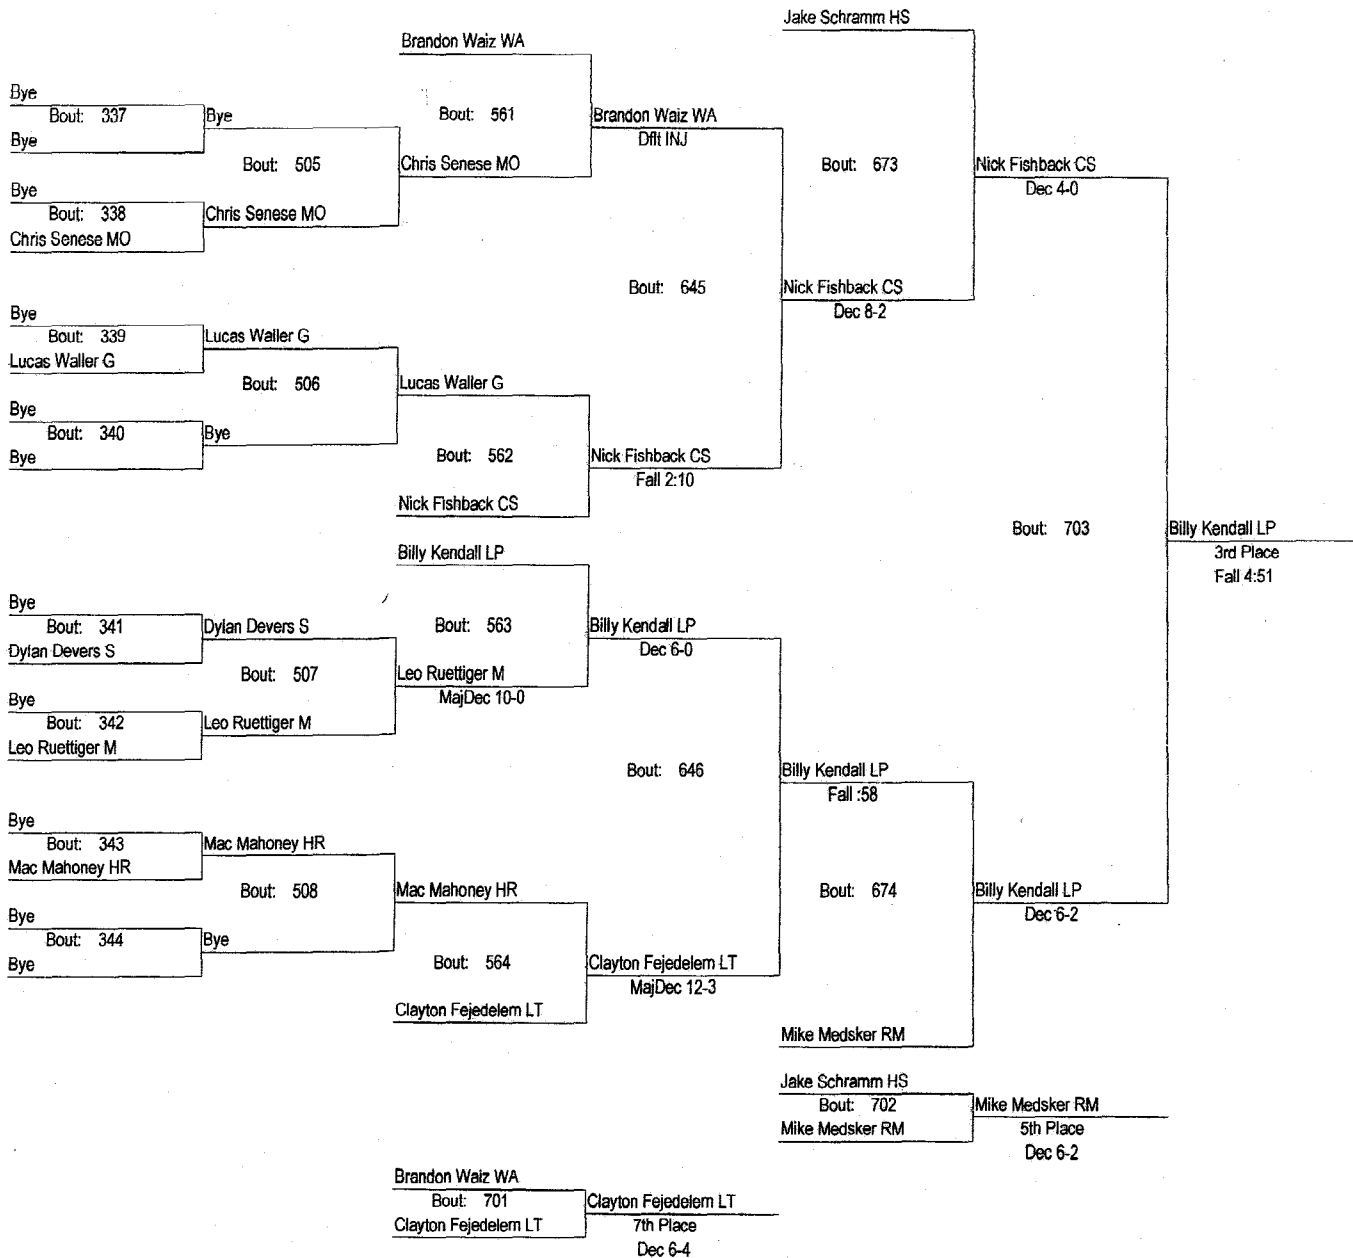 Jake Schramm HS
Brandon Waiz WA
Bye
Bout: 337
Bye
Bye
Bout: 505
Bye
Bout: 338
Chris Senese MO
Chris Senese MO
Bout: 561
Chris Senese MO
Brandon Waiz WA
Dflt INJ
Bout: 673
Nick Fishback CS
Dec 4-0
Bout: 645
Nick Fishback CS
Dec 8-2
Bye
Bout: 339
Lucas Waller G
Lucas Waller G
Bout: 506
Lucas Waller G
Bye
Bout: 340
Bye
Bye
Bout: 562
Nick Fishback CS
Fall 2:10
Nick Fishback CS
Bout: 703
Billy Kendall LP
3rd Place
Fall 4:51
Billy Kendall LP
Bye
Bout: 341
Dylan Devers S
Dylan Devers S
Bout: 563
Billy Kendall LP
Dec 6-0
Bout: 507
Leo Ruettiger M
MajDec 10-0
Bye
Bout: 342
Leo Ruettiger M
Leo Ruettiger M
Bout: 646
Billy Kendall LP
Fall :58
Bye
Bout: 343
Mac Mahoney HR
Mac Mahoney HR
Bout: 508
Mac Mahoney HR
Bout: 674
Billy Kendall LP
Dec 6-2
Bye
Bout: 344
Bye
Bye
Bout: 564
Clayton Fejedelem LT
MajDec 12-3
Clayton Fejedelem LT
Mike Medsker RM
Jake Schramm HS
Bout: 702
Mike Medsker RM
Mike Medsker RM
5th Place
Dec 6-2
Brandon Waiz WA
Bout: 701
Clayton Fejedelem LT
Clayton Fejedelem LT
7th Place
Dec 6-4